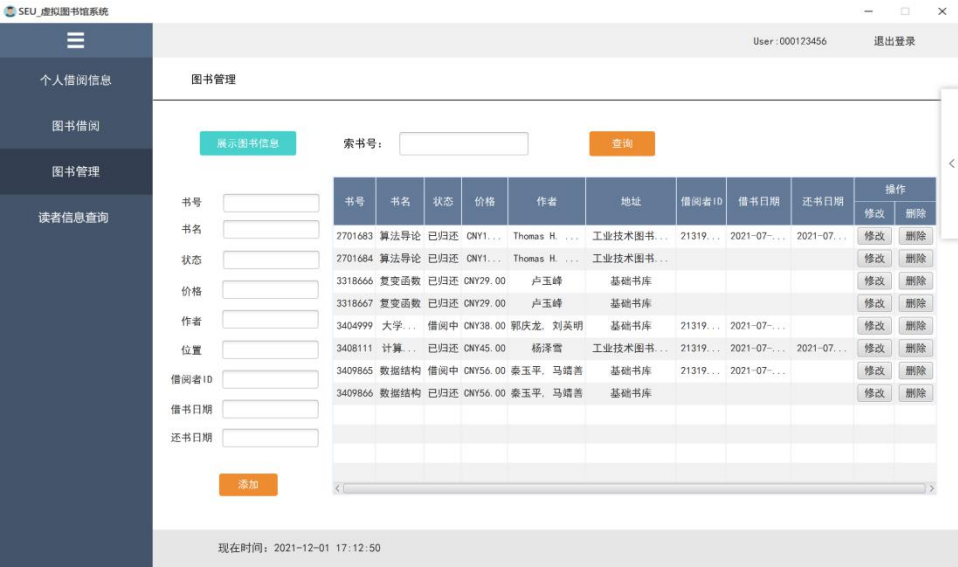 SEU_虚拟图书馆系统
User:000123456 退出登录
个人借阅信息
图书借阅
图书管理
读者信息查询
图书管理
展示图书信息 索书号： 查询
书号
书名
状态
价格
作者
位置
借阅者ID
借书日期
还书日期
添加
书号 书名 状态 价格 作者 地址 借阅者ID 借书日期 还书日期 操作
修改 删除
2701683 算法导论 已归还 CNY1... Thomas H. ... 工业技术图书... 21319... 2021-07-... 2021-07... 修改 删除
2701684 算法导论 已归还 CNY1... Thomas H. ... 工业技术图书... 修改 删除
3318666 复变函数 已归还 CNY29.00 卢玉峰 基础书库 修改 删除
3318667 复变函数 已归还 CNY29.00 卢玉峰 基础书库 修改 删除
3404999 大学... 借阅中 CNY38.00 郭庆龙, 刘英明 基础书库 21319... 2021-07-... 修改 删除
3408111 计算... 已归还 CNY45.00 杨泽雪 工业技术图书... 21319... 2021-07-... 2021-07... 修改 删除
3409865 数据结构 借阅中 CNY56.00 秦玉平, 马靖善 基础书库 21319... 2021-07-... 修改 删除
3409866 数据结构 已归还 CNY56.00 秦玉平, 马靖善 基础书库 修改 删除
现在时间：2021-12-01 17:12:50